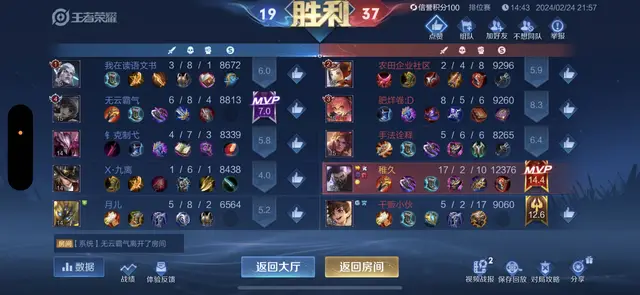 王者荣耀
19 胜利 37
信誉积分100 排位赛 14:43 2024/02/24 21:57
点赞 组队 加好友 不想同队 举报
我在读语文书 3 / 8 / 1 8672 6.0
无云霸气 6 / 8 / 4 8813 MVP 7.0
钅克制弋 4 / 7 / 3 8339 5.8
X·九离 1 / 6 / 1 8438 4.0
月儿 5 / 8 / 2 6564 5.2
农田企业社区 2 / 4 / 8 9296 5.9
肥烊卷:D 8 / 5 / 6 9260 8.3
手法诠释 5 / 6 / 8 8265 6.4
稚久 17 / 2 / 10 12376 MVP 14.4
干饭小伙 5 / 2 / 17 9060 12.6
房间 【系统】无云霸气离开了房间
数据
战绩
体验反馈
返回大厅
返回房间
2
视频战报
保存回放
对局攻略
分享